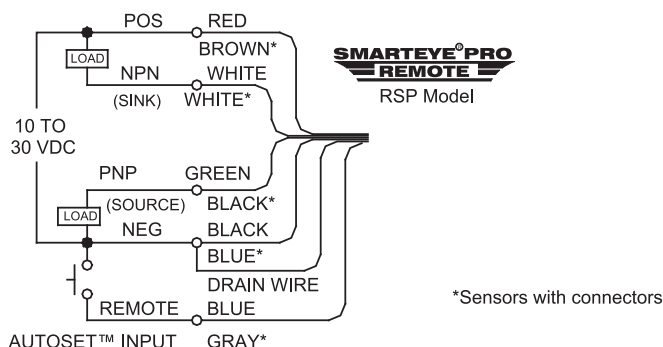 POS RED
BROWN*
LOAD
NPN WHITE
(SINK) WHITE*
SMARTEYE® PRO
REMOTE
RSP Model
10 TO
30 VDC
PNP GREEN
LOAD (SOURCE) BLACK*
NEG BLACK
BLUE*
DRAIN WIRE
REMOTE BLUE
AUTOSET™ INPUT GRAY*
*Sensors with connectors